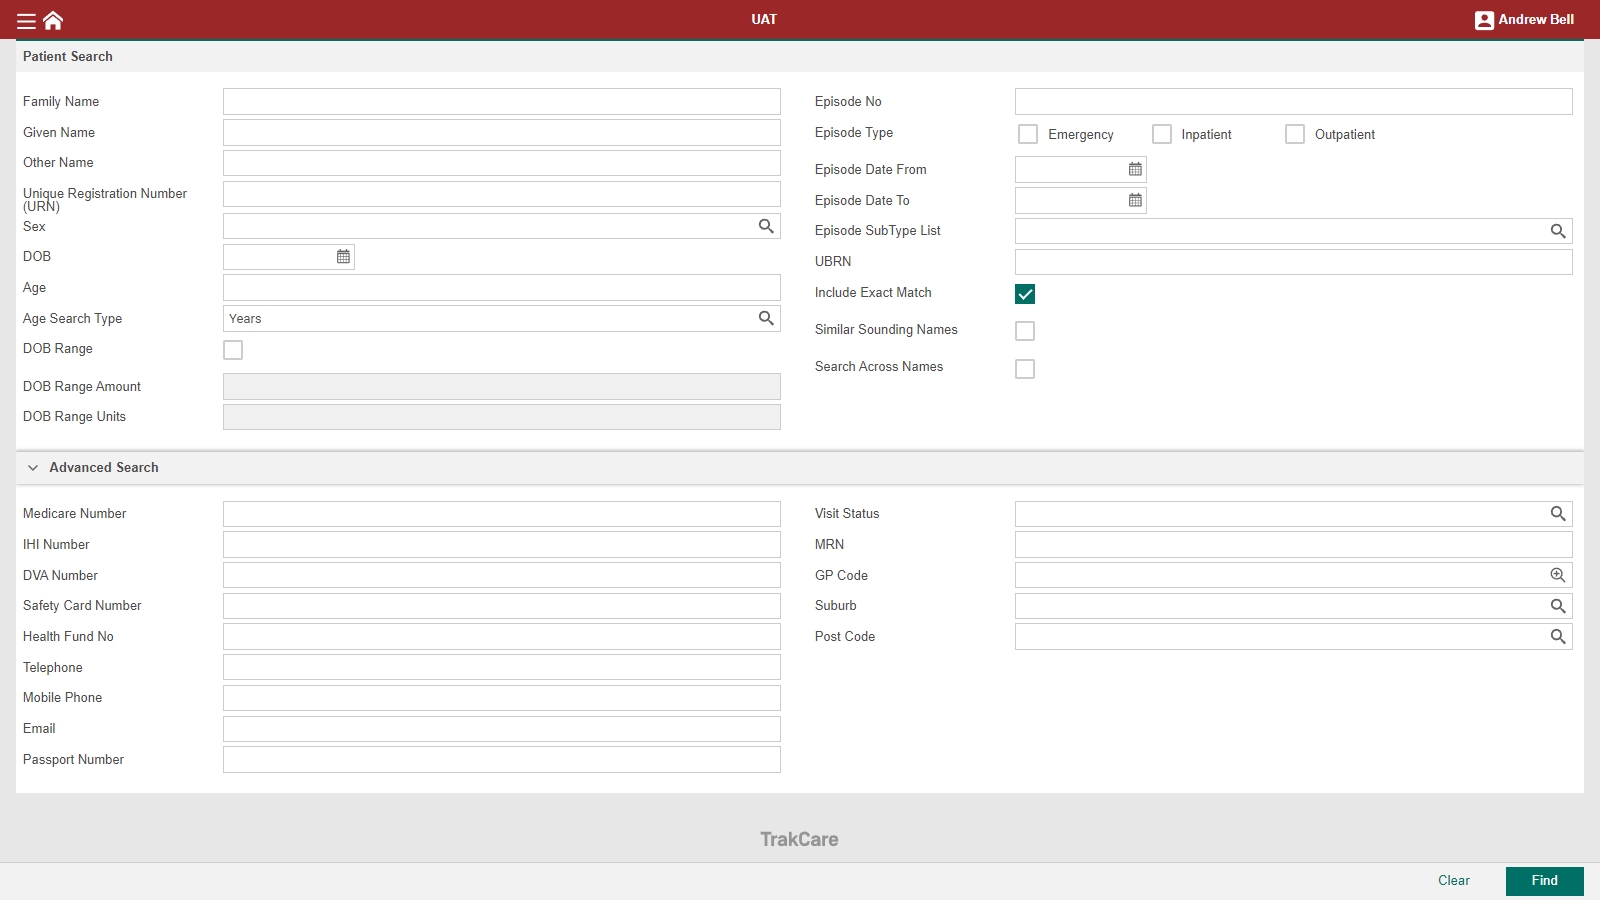 UAT
Andrew Bell
Patient Search
Family Name
Given Name
Other Name
Unique Registration Number
(URN)
Sex
DOB
Age
Age Search Type
Years
DOB Range
DOB Range Amount
DOB Range Units
Episode No
Episode Type
Emergency
Inpatient
Outpatient
Episode Date From
Episode Date To
Episode SubType List
UBRN
Include Exact Match
Similar Sounding Names
Search Across Names
Advanced Search
Medicare Number
IHI Number
DVA Number
Safety Card Number
Health Fund No
Telephone
Mobile Phone
Email
Passport Number
Visit Status
MRN
GP Code
Suburb
Post Code
TrakCare
Clear
Find